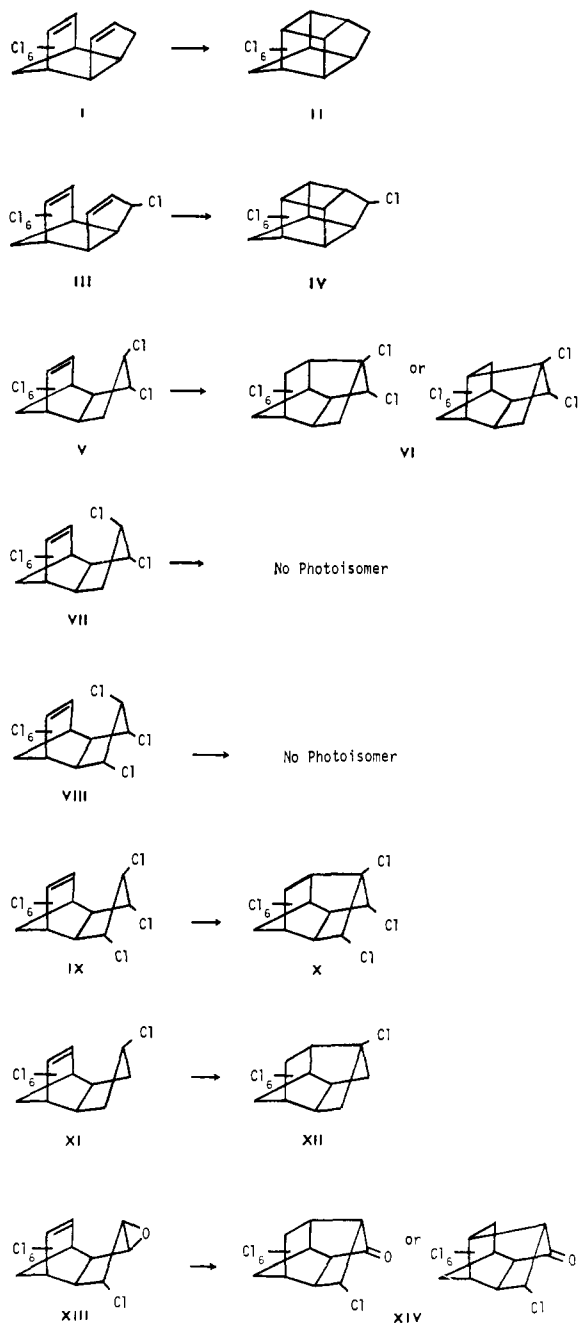 Cl6
I
II
Cl6 Cl
III
Cl6 Cl
IV
Cl6 Cl Cl
V
Cl6 Cl Cl or Cl6 Cl Cl
VI
Cl6 Cl Cl
VII
No Photoisomer
Cl6 Cl Cl Cl
VIII
No Photoisomer
Cl6 Cl Cl Cl
IX
Cl6 Cl Cl Cl
X
Cl6 Cl
XI
Cl6 Cl
XII
Cl6 O Cl
XIII
Cl6 O or Cl6 O Cl
XIV